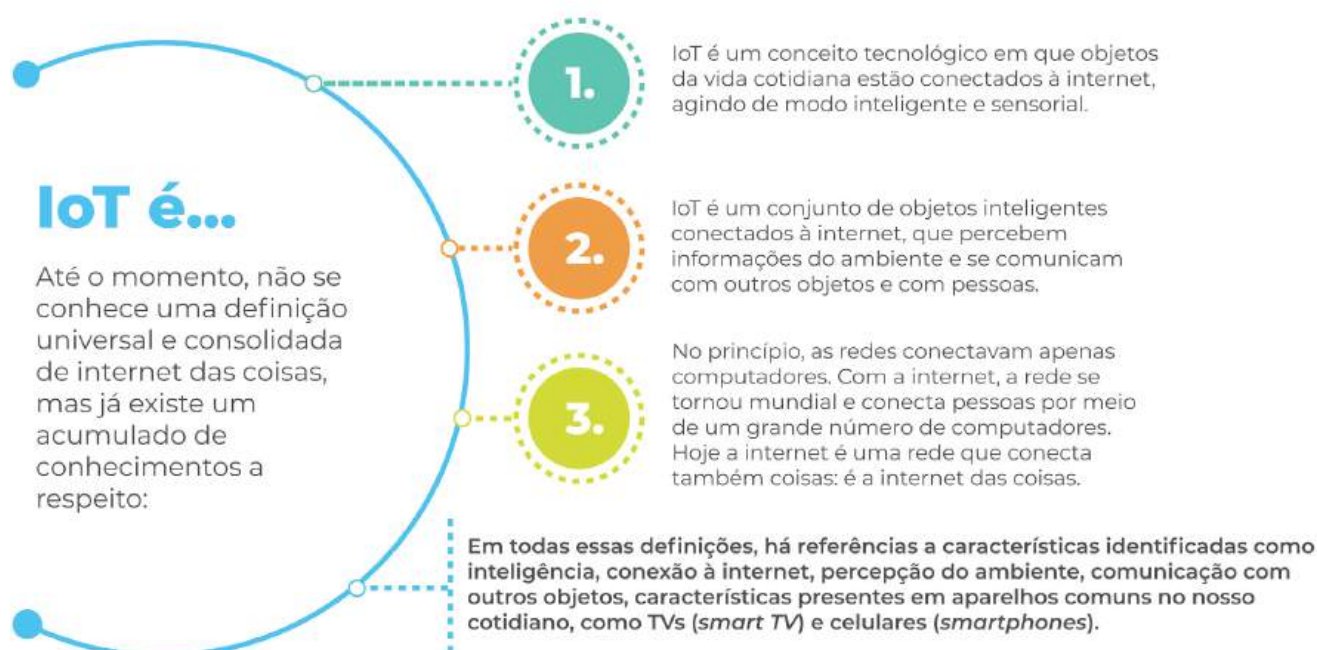 IoT é...
Até o momento, não se
conhece uma definição
universal e consolidada
de internet das coisas,
mas já existe um
acumulado de
conhecimentos a
respeito:
1.
IoT é um conceito tecnológico em que objetos
da vida cotidiana estão conectados à internet,
agindo de modo inteligente e sensorial.
2.
IoT é um conjunto de objetos inteligentes
conectados à internet, que percebem
informações do ambiente e se comunicam
com outros objetos e com pessoas.
3.
No princípio, as redes conectavam apenas
computadores. Com a internet, a rede se
tornou mundial e conecta pessoas por meio
de um grande número de computadores.
Hoje a internet é uma rede que conecta
também coisas: é a internet das coisas.
Em todas essas definições, há referências a características identificadas como
inteligência, conexão à internet, percepção do ambiente, comunicação com
outros objetos, características presentes em aparelhos comuns no nosso
cotidiano, como TVs (smart TV) e celulares (smartphones).